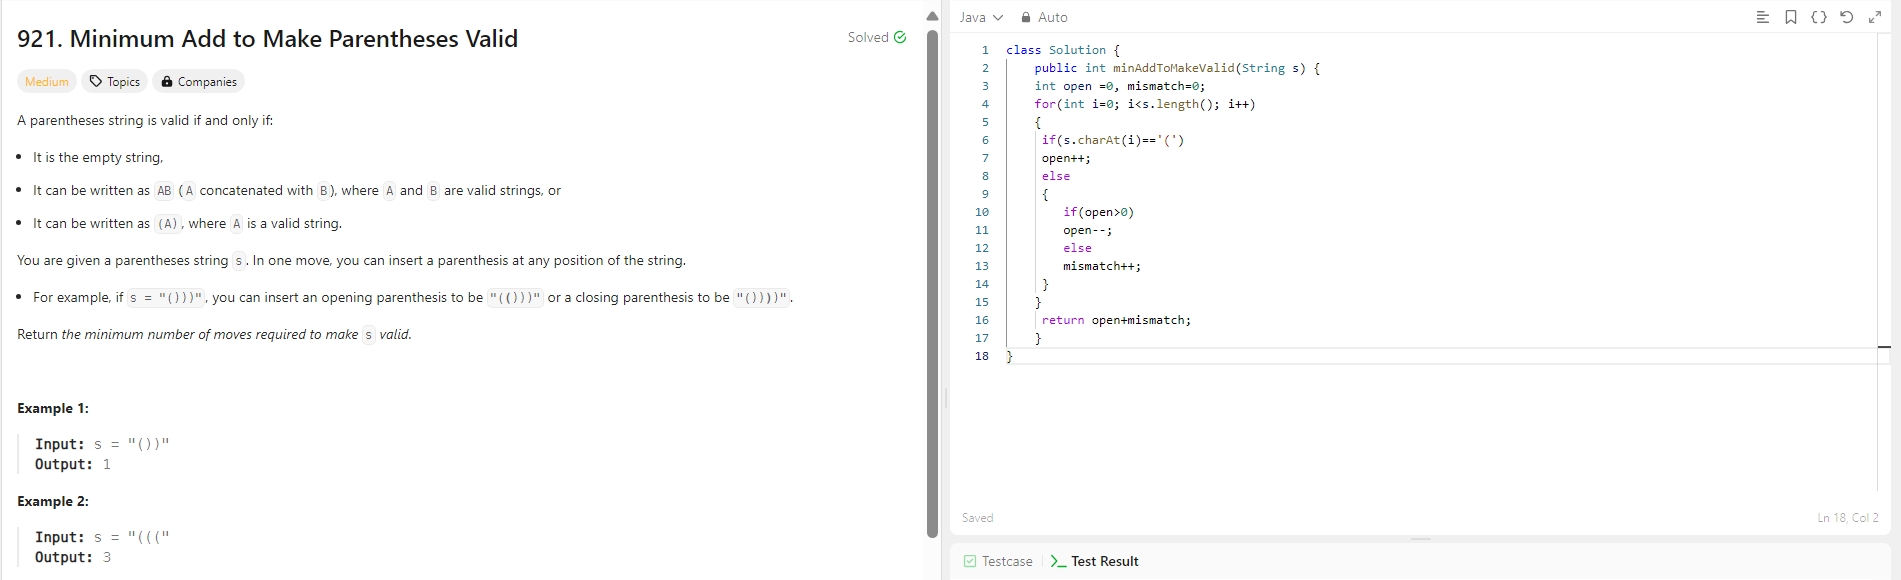 921. Minimum Add to Make Parentheses Valid
Solved
Medium Topics Companies
A parentheses string is valid if and only if:
• It is the empty string,
• It can be written as AB (A concatenated with B), where A and B are valid strings, or
• It can be written as (A), where A is a valid string.
You are given a parentheses string s. In one move, you can insert a parenthesis at any position of the string.
• For example, if s = "()))", you can insert an opening parenthesis to be "(()))" or a closing parenthesis to be "())))".
Return the minimum number of moves required to make s valid.
Example 1:
Input: s = "())"
Output: 1
Example 2:
Input: s = "((("
Output: 3
Java Auto
1 class Solution {
2 public int minAddToMakeValid(String s) {
3 int open =0, mismatch=0;
4 for(int i=0; i<s.length(); i++)
5 {
6 if(s.charAt(i)=='(')
7 open++;
8 else
9 {
10 if(open>0)
11 open--;
12 else
13 mismatch++;
14 }
15 }
16 return open+mismatch;
17 }
18 }
Saved
Ln 18, Col 2
Testcase Test Result